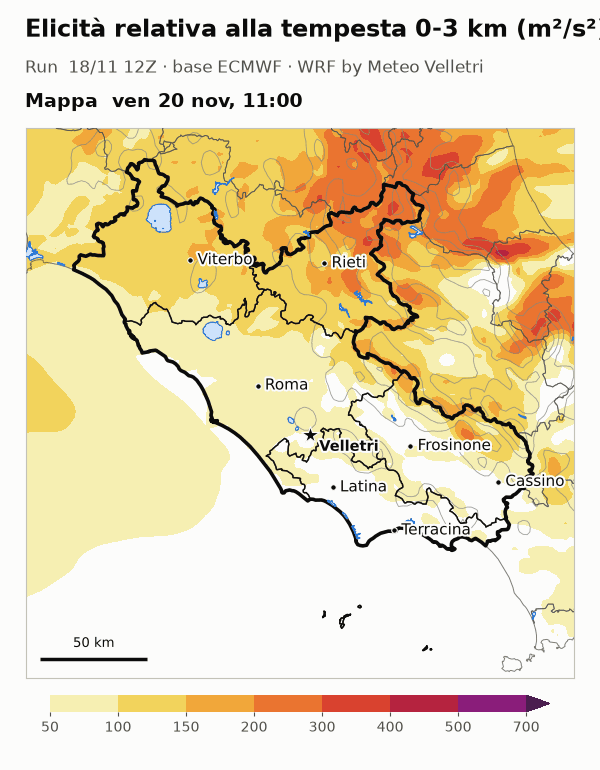 Elicità relativa alla tempesta 0-3 km (m²/s²)
Run 18/11 12Z · base ECMWF · WRF by Meteo Velletri
Mappa ven 20 nov, 11:00
Viterbo
Rieti
Roma
Velletri
Frosinone
Latina
Cassino
Terracina
50 km
50 100 150 200 300 400 500 700